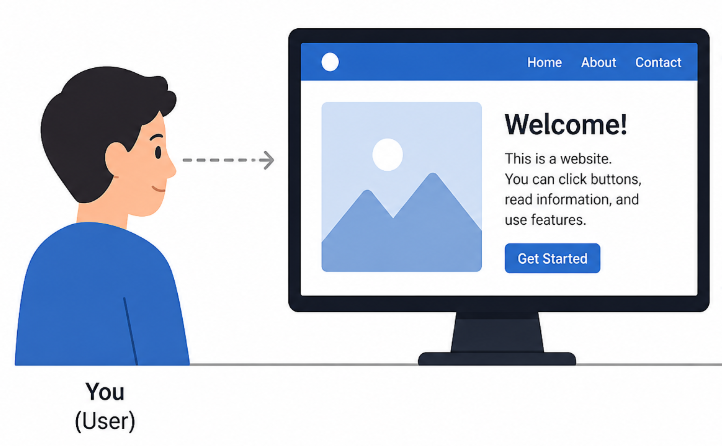 Home About Contact
Welcome!
This is a website.
You can click buttons,
read information, and
use features.
Get Started
You
(User)